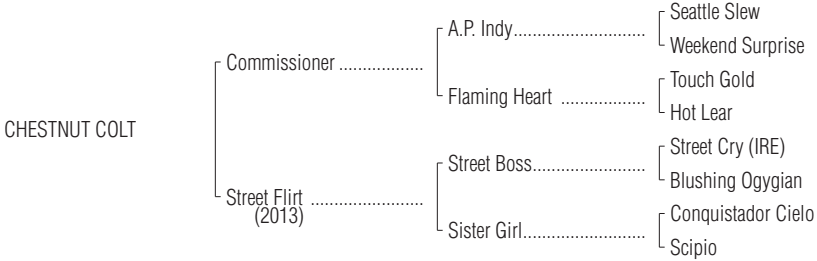 Seattle Slew
A.P. Indy..............................
Weekend Surprise
Commissioner ..................
Touch Gold
Flaming Heart ...................
Hot Lear
CHESTNUT COLT
Street Cry (IRE)
Street Boss.........................
Blushing Ogygian
Street Flirt ........................
(2013)
Conquistador Cielo
Sister Girl...........................
Scipio